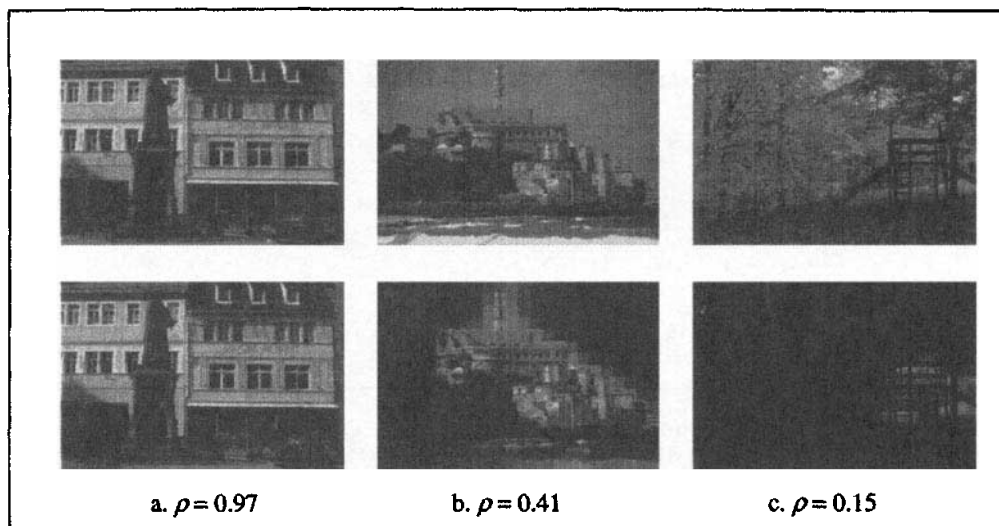 a. ρ = 0.97
b. ρ = 0.41
c. ρ = 0.15